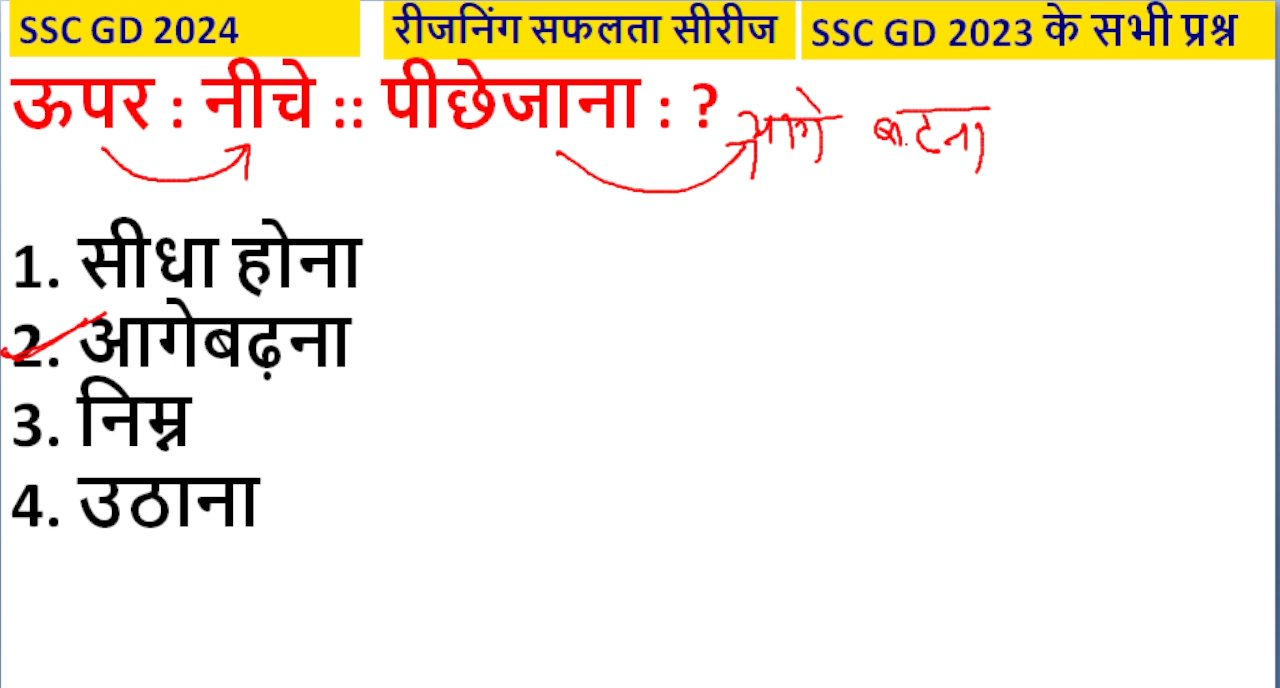 SSC GD 2024 रीजनिंग सफलता सीरीज SSC GD 2023 के सभी प्रश्न
ऊपर : नीचे :: पीछेजाना : ? आगे बढना
1. सीधा होना
2. आगेबढ़ना
3. निम्न
4. उठाना